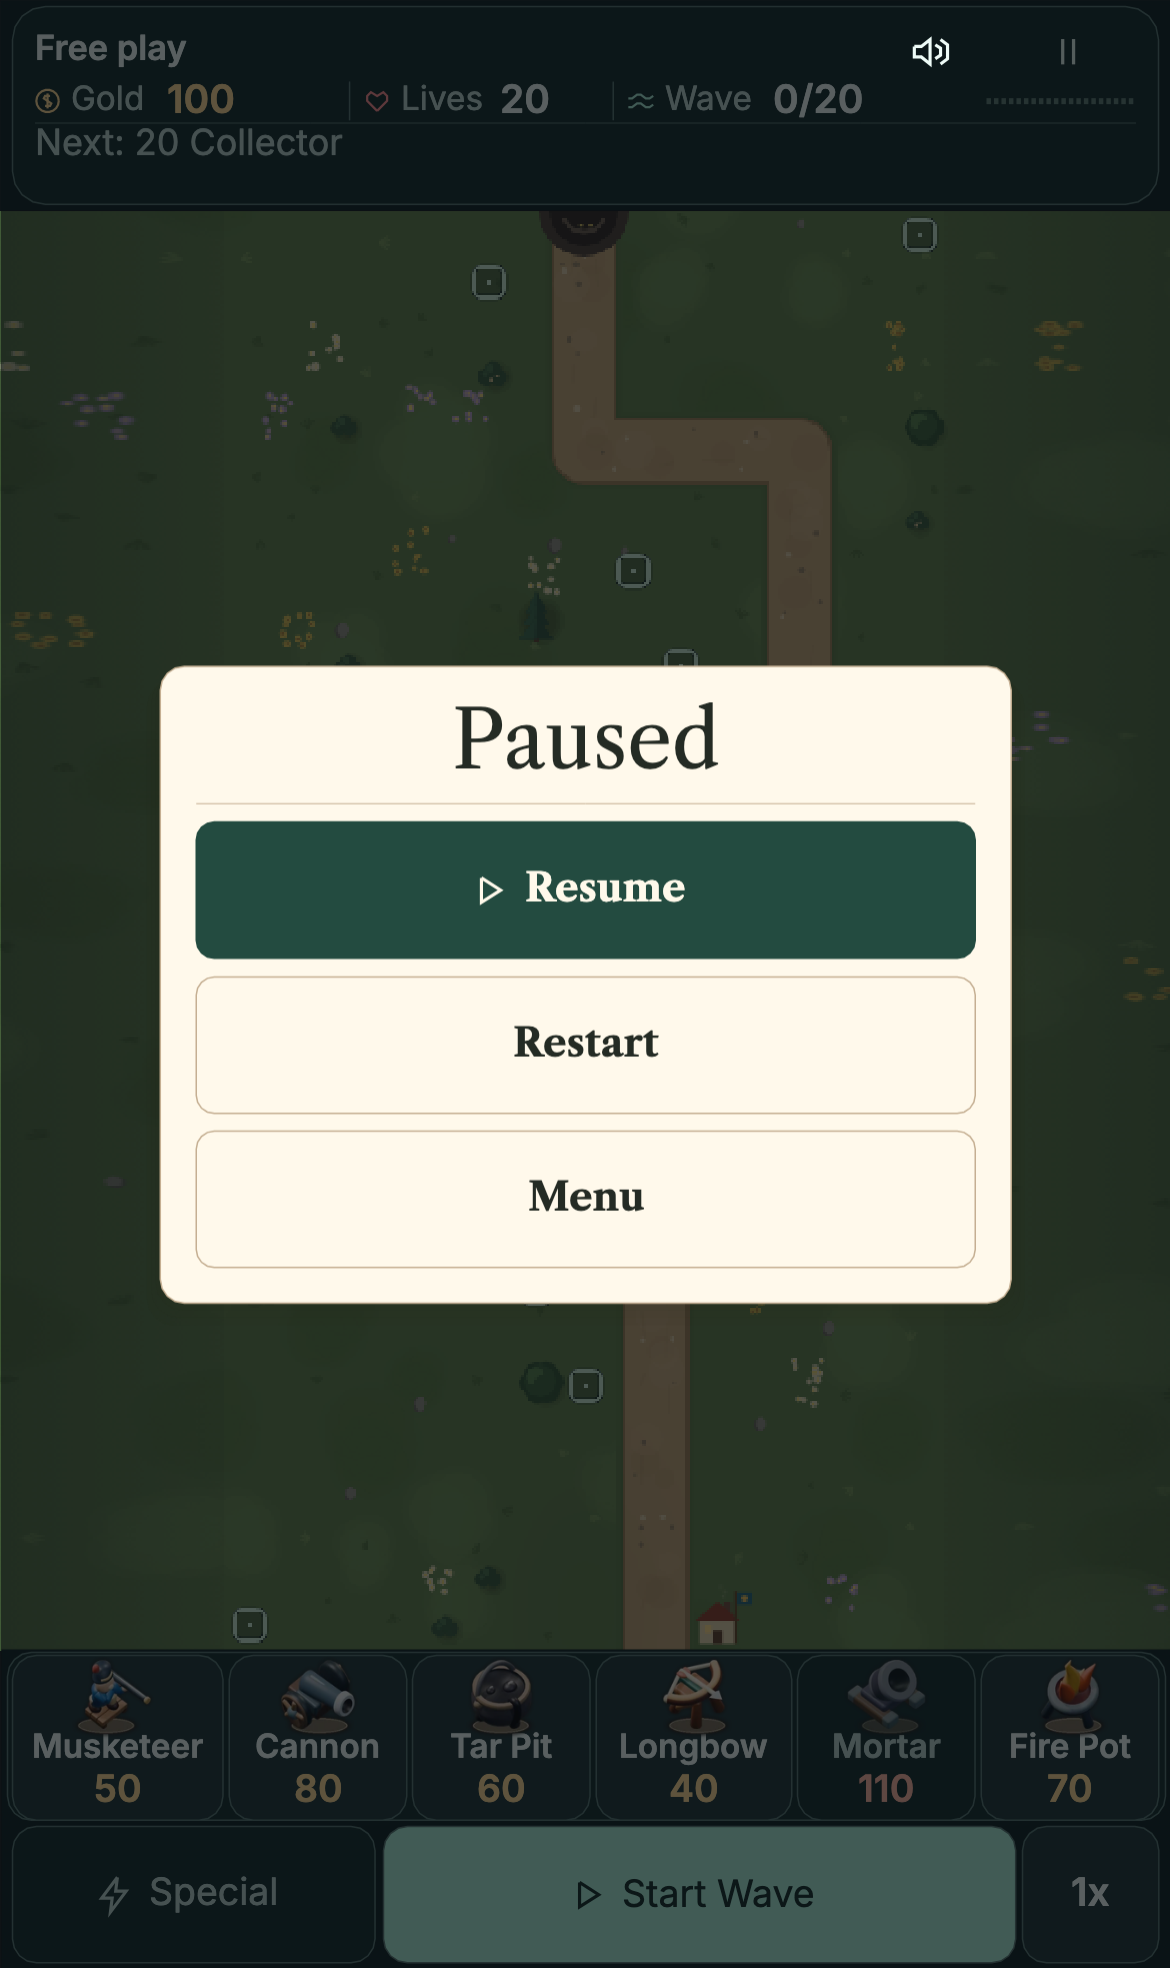 Free play
Gold 100 Lives 20 Wave 0/20
Next: 20 Collector
Paused
Resume
Restart
Menu
Musketeer Cannon Tar Pit Longbow Mortar Fire Pot
50 80 60 40 110 70
Special Start Wave 1x